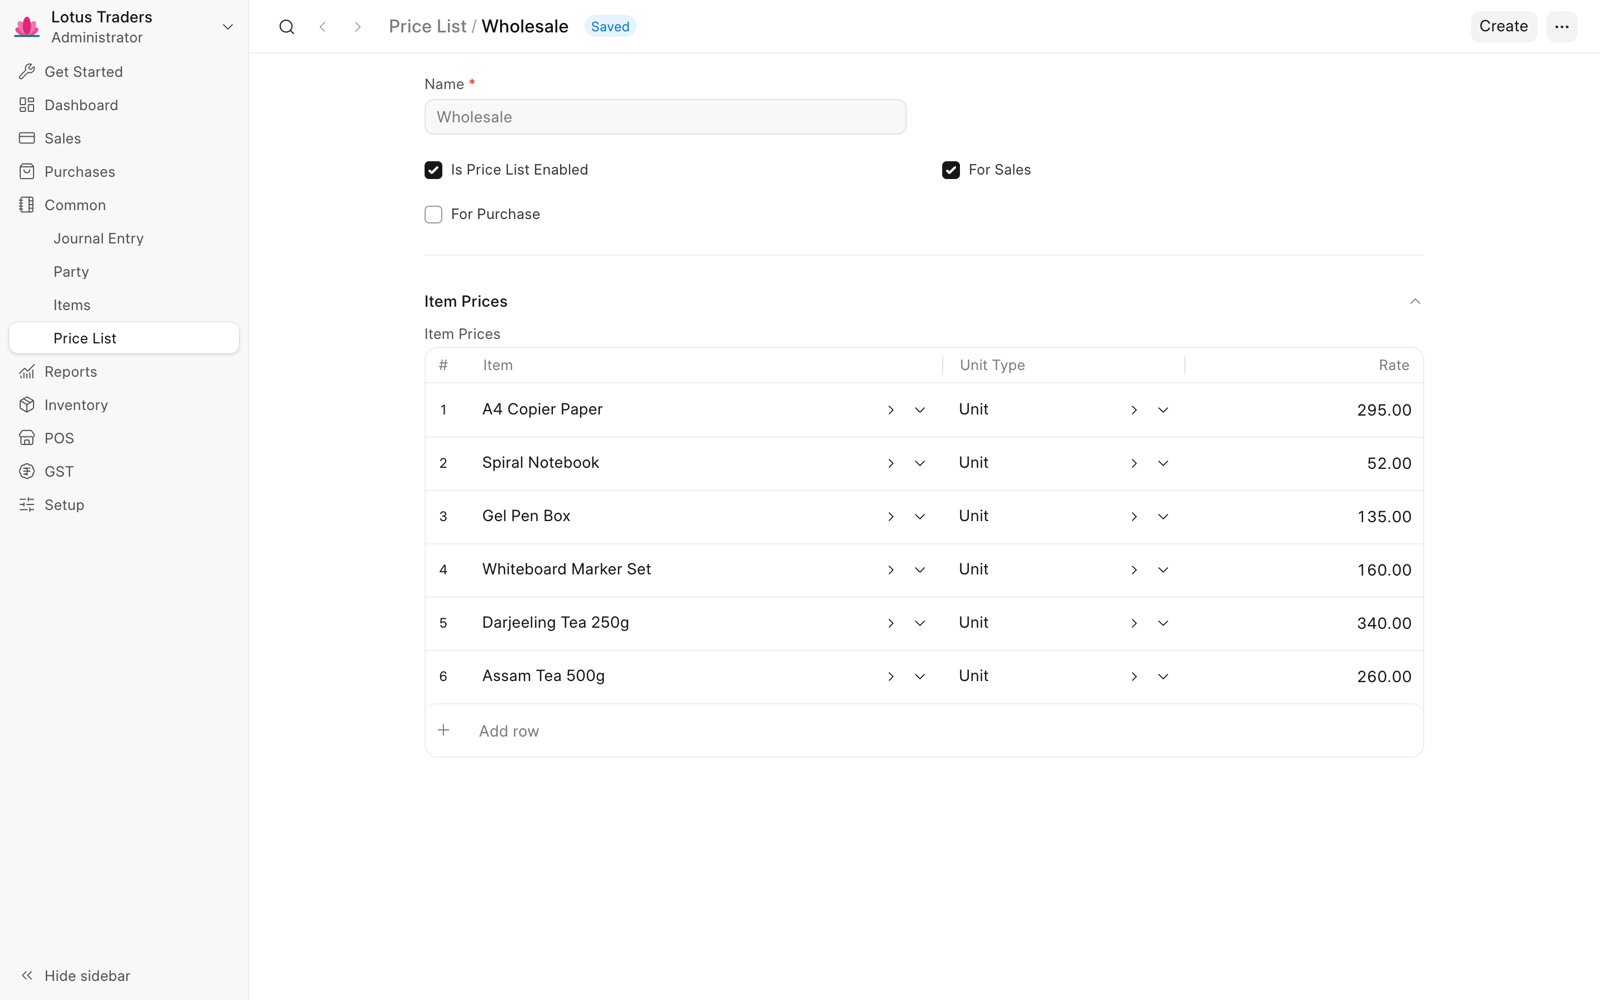 Lotus Traders
Administrator
Get Started
Dashboard
Sales
Purchases
Common
Journal Entry
Party
Items
Price List
Reports
Inventory
POS
GST
Setup
Hide sidebar
Price List / Wholesale Saved Create
Name *
Wholesale
Is Price List Enabled For Sales
For Purchase
Item Prices
Item Prices
# Item Unit Type Rate
1 A4 Copier Paper Unit 295.00
2 Spiral Notebook Unit 52.00
3 Gel Pen Box Unit 135.00
4 Whiteboard Marker Set Unit 160.00
5 Darjeeling Tea 250g Unit 340.00
6 Assam Tea 500g Unit 260.00
Add row